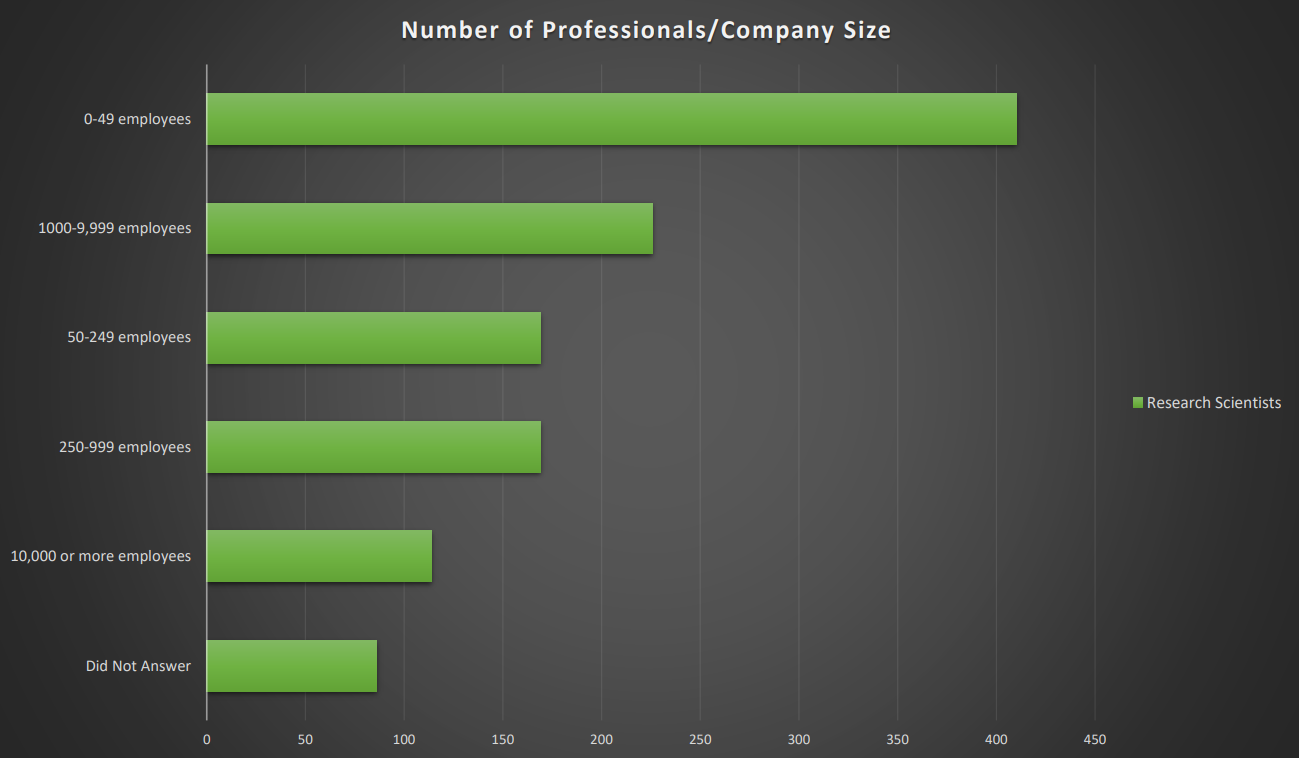 Number of Professionals/Company Size
0-49 employees
1000-9,999 employees
50-249 employees
250-999 employees
10,000 or more employees
Did Not Answer
0 50 100 150 200 250 300 350 400 450
Research Scientists